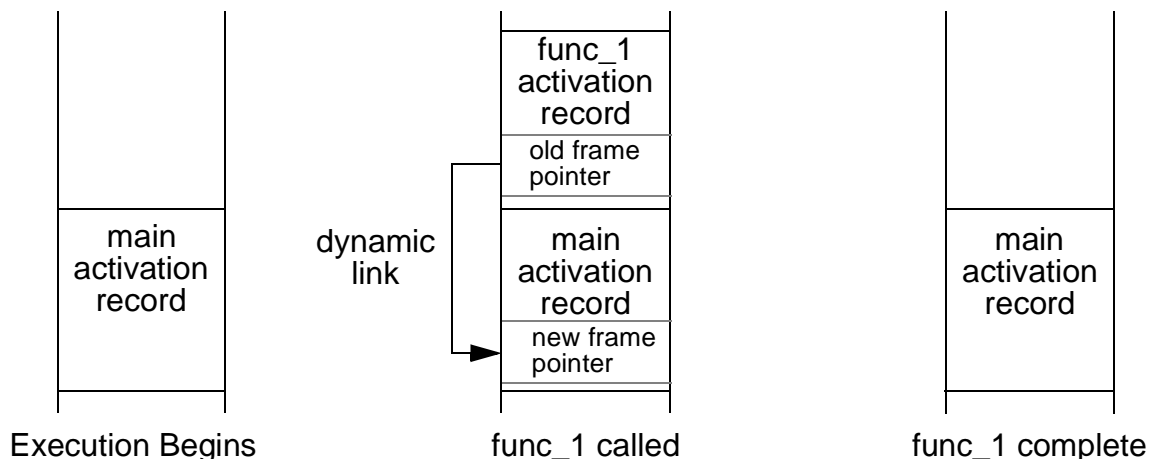 main
activation
record
Execution Begins
func_1
activation
record
old frame
pointer
dynamic
link
main
activation
record
new frame
pointer
func_1 called
main
activation
record
func_1 complete